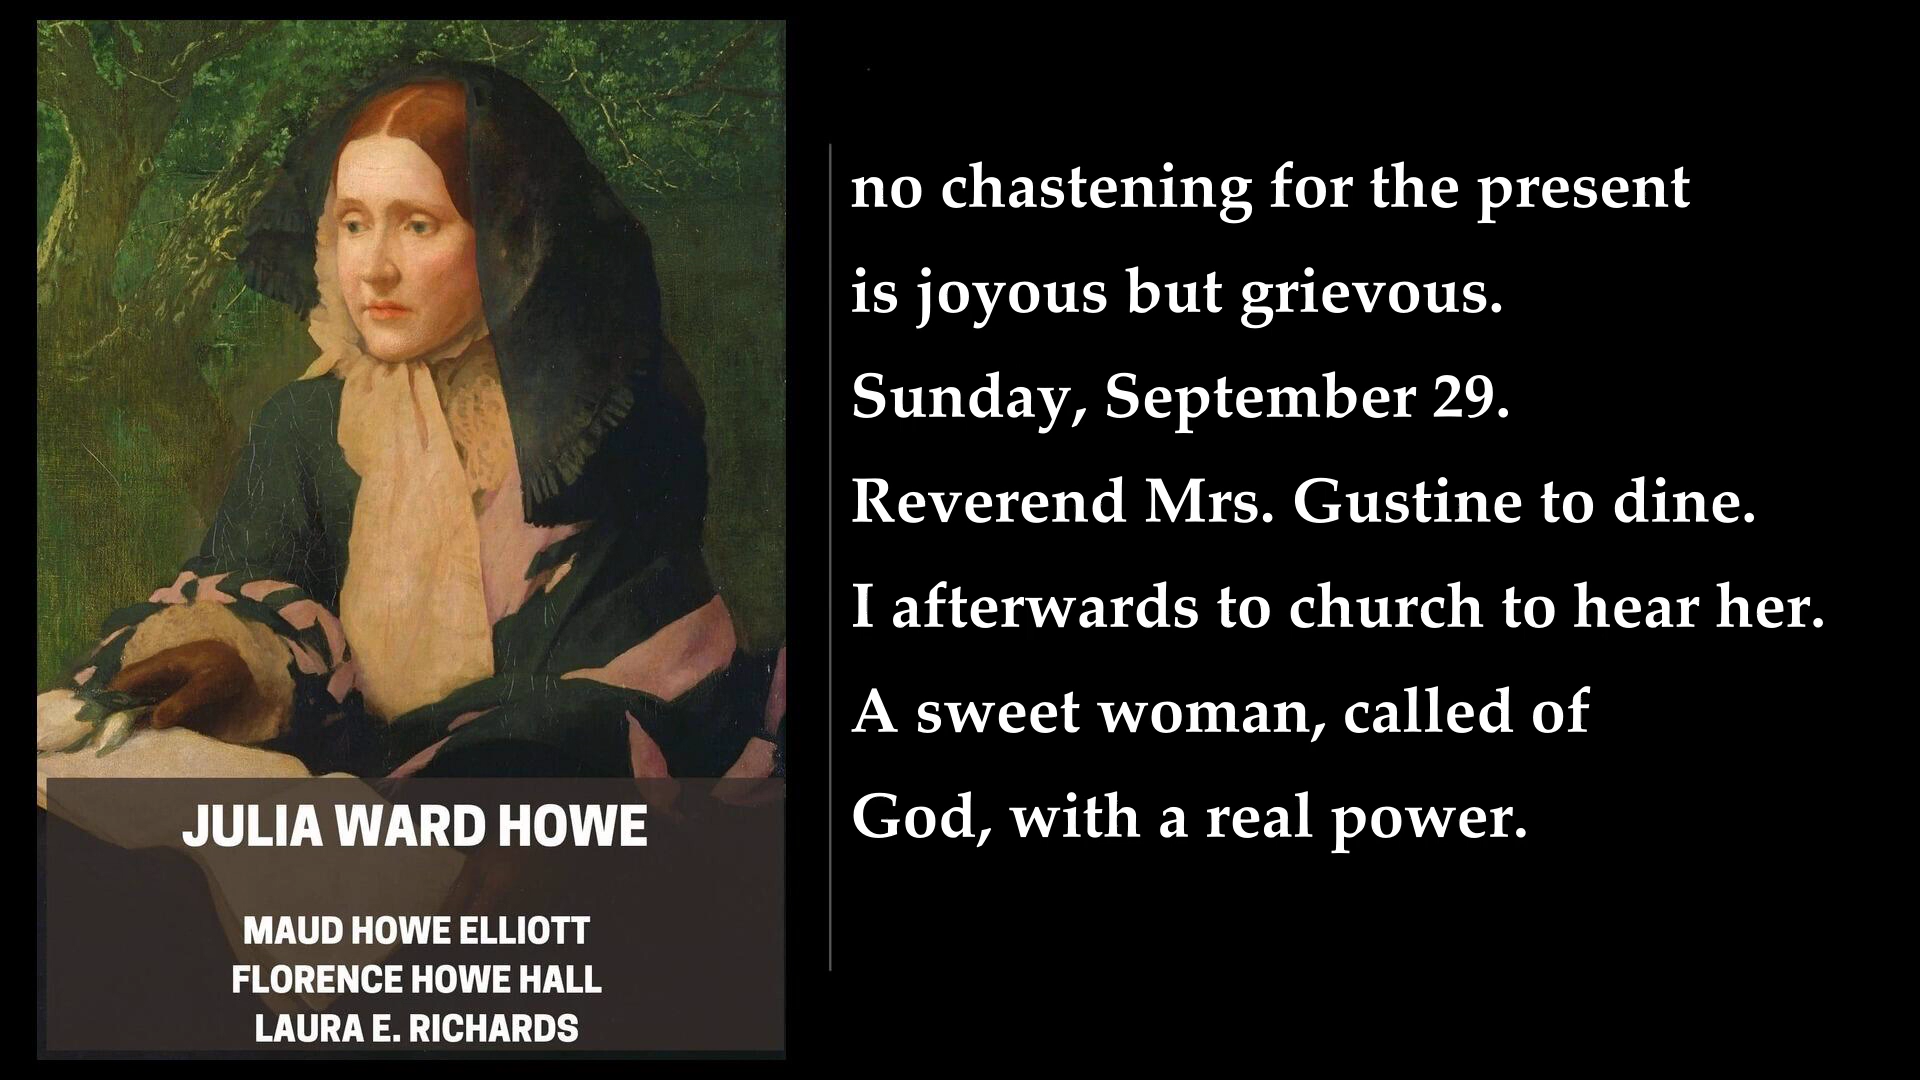 JULIA WARD HOWE
MAUD HOWE ELLIOTT
FLORENCE HOWE HALL
LAURA E. RICHARDS
no chastening for the present
is joyous but grievous.
Sunday, September 29.
Reverend Mrs. Gustine to dine.
I afterwards to church to hear her.
A sweet woman, called of
God, with a real power.